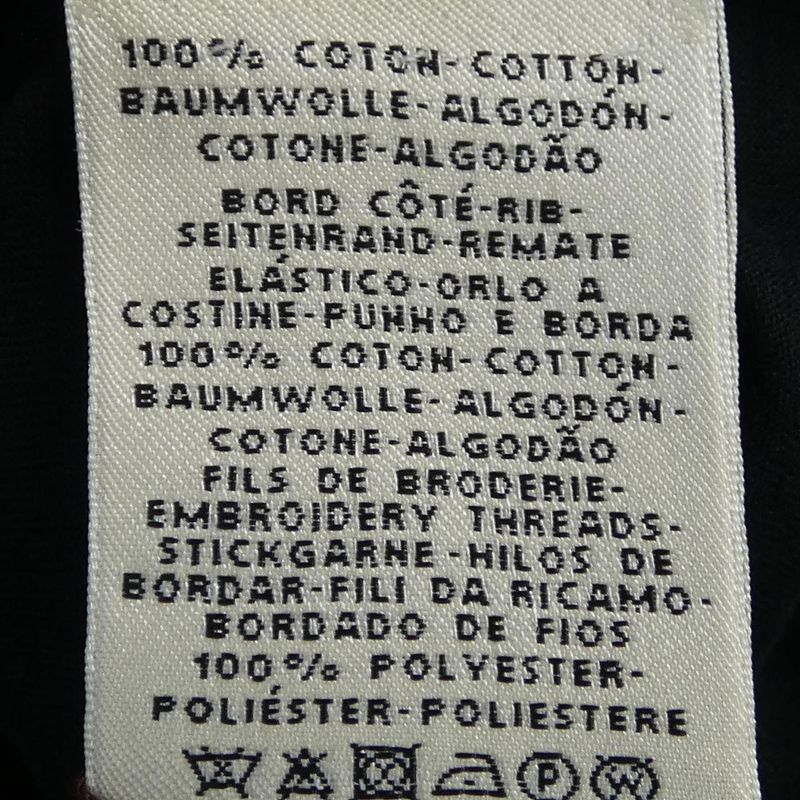 100% COTON-COTTON-
BAUMWOLLE-ALGODÓN-
COTONE-ALGODÃO
BORD CÔTÉ-RIB-
SEITENRAND-REMATE
ELÁSTICO-ORLO A
COSTINE-PUNHO E BORDA
100% COTON-COTTON-
BAUMWOLLE-ALGODÓN-
COTONE-ALGODÃO
FILS DE BRODERIE-
EMBROIDERY THREADS-
STICKGARNE-HILOS DE
BORDAR-FILI DA RICAMO-
BORDADO DE FIOS
100% POLYESTER-
POLIÉSTER-POLIESTERE
P W